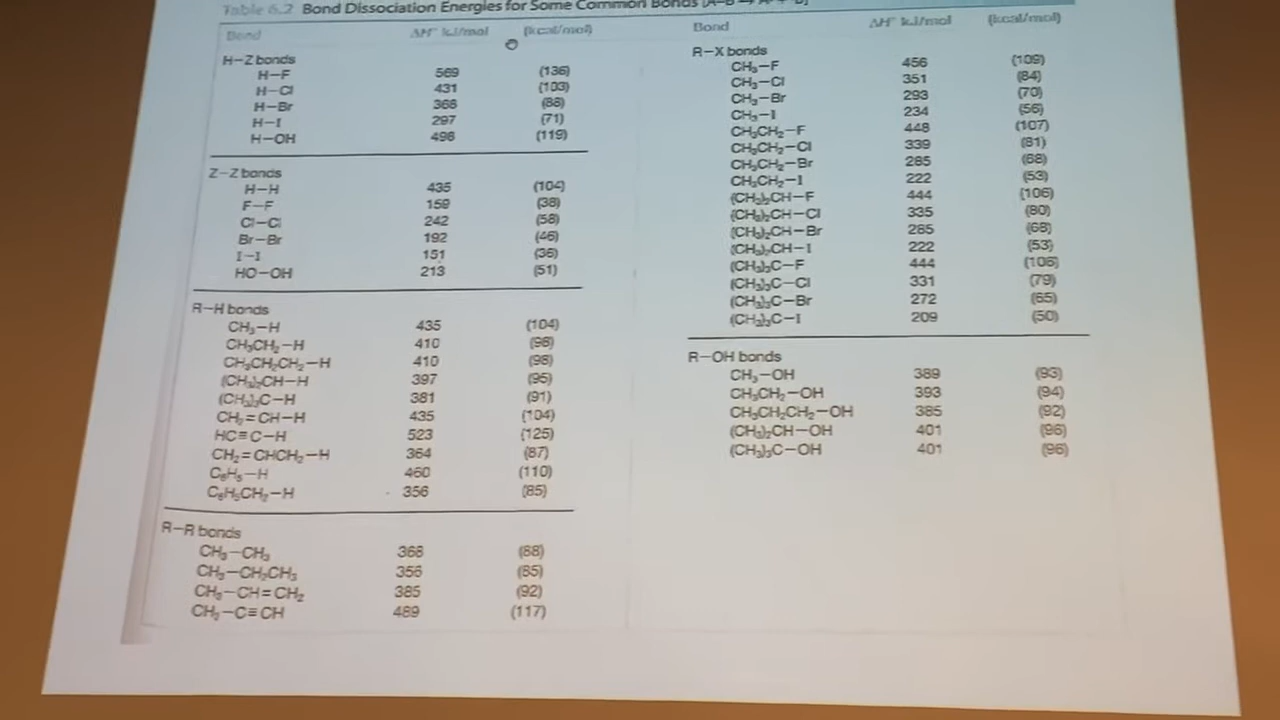 Table 6.2 Bond Dissociation Energies for Some Common Bonds [A–B → A• + •B]
Bond ΔH° kJ/mol (kcal/mol)
H–Z bonds
H–F 569 (136)
H–Cl 431 (103)
H–Br 368 (88)
H–I 297 (71)
H–OH 498 (119)
Z–Z bonds
H–H 435 (104)
F–F 159 (38)
Cl–Cl 242 (58)
Br–Br 192 (46)
I–I 151 (36)
HO–OH 213 (51)
R–H bonds
CH₃–H 435 (104)
CH₃CH₂–H 410 (98)
CH₃CH₂CH₂–H 410 (98)
(CH₃)₂CH–H 397 (95)
(CH₃)₃C–H 381 (91)
CH₂=CH–H 435 (104)
HC≡C–H 523 (125)
CH₂=CHCH₂–H 364 (87)
C₆H₅–H 460 (110)
C₆H₅CH₂–H 356 (85)
R–R bonds
CH₃–CH₃ 368 (88)
CH₃–CH₂CH₃ 356 (85)
CH₃–CH=CH₂ 385 (92)
CH₃–C≡CH 489 (117)
Bond ΔH° kJ/mol (kcal/mol)
R–X bonds
CH₃–F 456 (109)
CH₃–Cl 351 (84)
CH₃–Br 293 (70)
CH₃–I 234 (56)
CH₃CH₂–F 448 (107)
CH₃CH₂–Cl 339 (81)
CH₃CH₂–Br 285 (68)
CH₃CH₂–I 222 (53)
(CH₃)₂CH–F 444 (106)
(CH₃)₂CH–Cl 335 (80)
(CH₃)₂CH–Br 285 (68)
(CH₃)₂CH–I 222 (53)
(CH₃)₃C–F 444 (106)
(CH₃)₃C–Cl 331 (79)
(CH₃)₃C–Br 272 (65)
(CH₃)₃C–I 209 (50)
R–OH bonds
CH₃–OH 389 (93)
CH₃CH₂–OH 393 (94)
CH₃CH₂CH₂–OH 385 (92)
(CH₃)₂CH–OH 401 (96)
(CH₃)₃C–OH 401 (96)